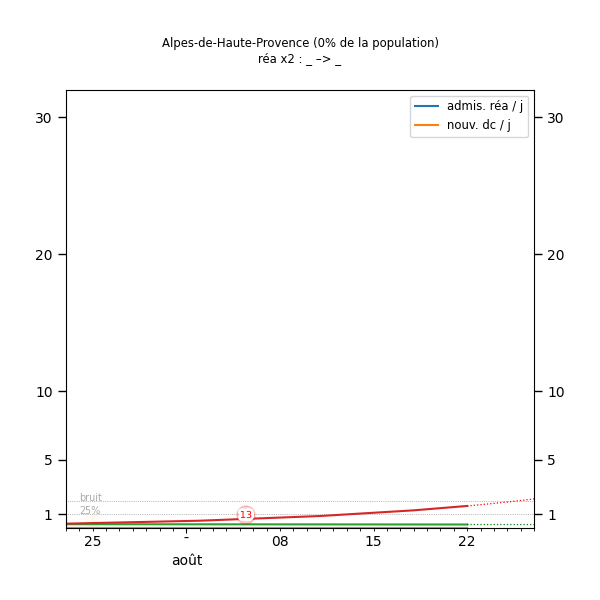 Alpes-de-Haute-Provence (0% de la population)
réa x2 : _ –> _
admis. réa / j
nouv. dc / j
30
30
20
20
10
10
5
5
bruit
25%
1
13
1
25
-
08
15
22
août